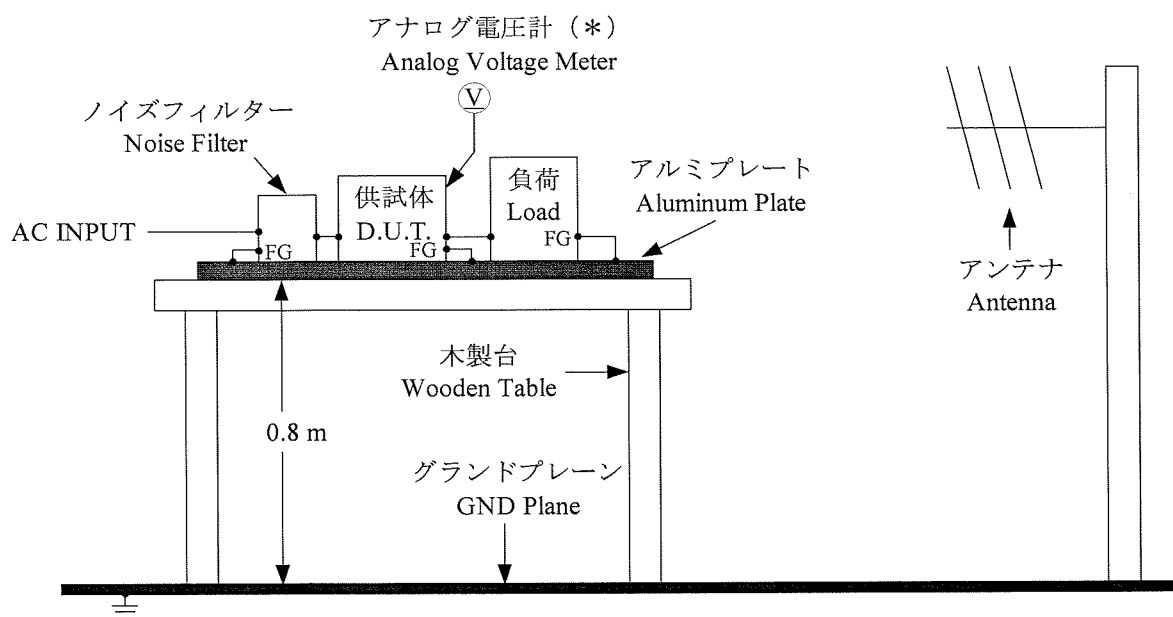 アナログ電圧計（＊）
Analog Voltage Meter
V
ノイズフィルター
Noise Filter
供試体
D.U.T.
負荷
Load
アルミプレート
Aluminum Plate
AC INPUT
FG
FG
FG
アンテナ
Antenna
木製台
Wooden Table
0.8 m
グランドプレーン
GND Plane